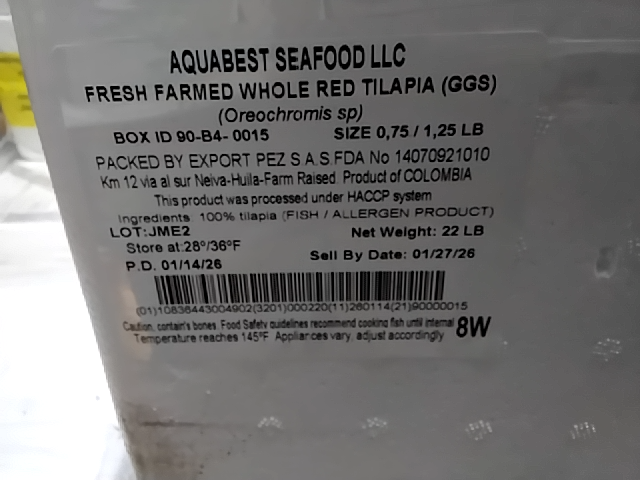 AQUABEST SEAFOOD LLC
FRESH FARMED WHOLE RED TILAPIA (GGS)
(Oreochromis sp)
BOX ID 90-B4- 0015 SIZE 0,75 / 1,25 LB
PACKED BY EXPORT PEZ S.A.S.FDA No 14070921010
Km 12 via al sur Neiva-Huila-Farm Raised. Product of COLOMBIA
This product was processed under HACCP system
Ingredients: 100% tilapia (FISH / ALLERGEN PRODUCT)
LOT:JME2 Net Weight: 22 LB
Store at:28º/36ºF
Sell By Date: 01/27/26
P.D. 01/14/26
(01)10836443004902(3201)000220(11)260114(21)90000015
Caution, contain's bones. Food Safety guidelines recommend cooking fish until internal
Temperature reaches 145ºF. Appliances vary, adjust accordingly
8W